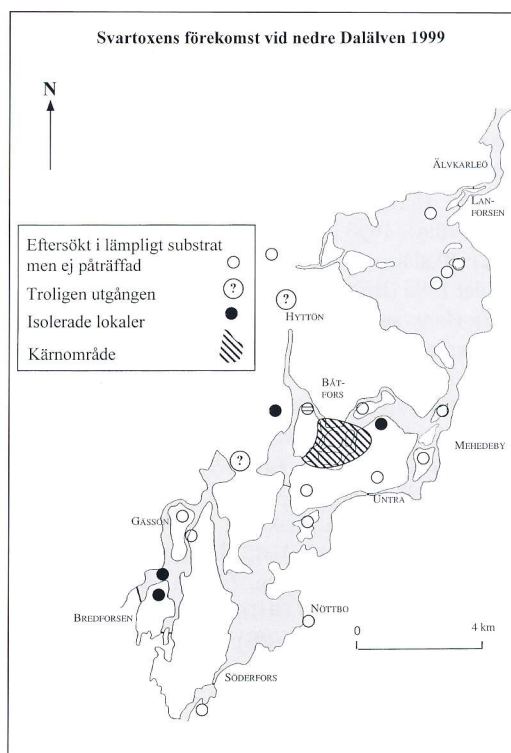 Svartoxens förekomst vid nedre Dalälven 1999
N
ÄLVKARLEÖ
LAN-
FORSEN
Eftersökt i lämpligt substrat
men ej påträffad
Troligen utgången ?
Isolerade lokaler
Kärnområde
?
HYTTÖN
BÅT-
FORS
MEHEDEBY
?
UNTRA
GÅSSÖN
BREDFORSEN
NÖTTBO
0 4 km
SÖDERFORS